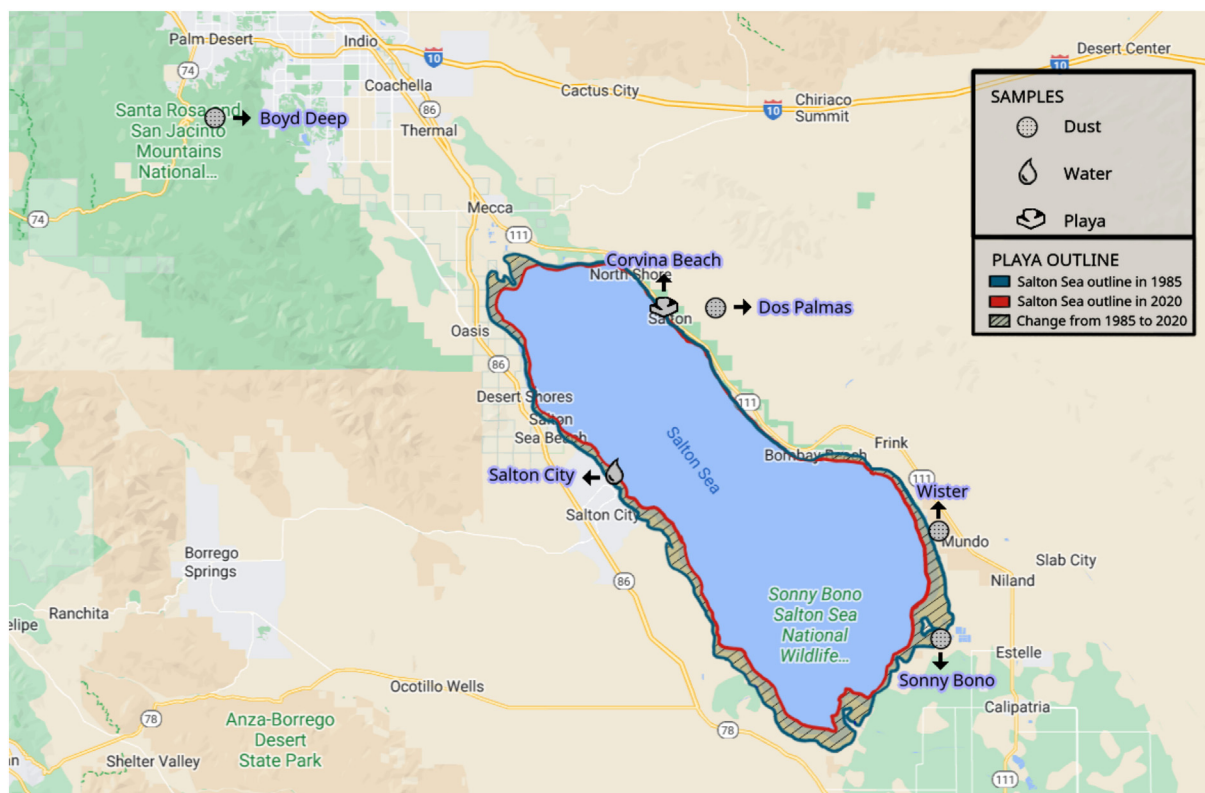 Palm Desert
Indio
10
Desert Center
10
74
Coachella
Cactus City
86
10
Chiriaco
Summit
Santa Rosa and
San Jacinto
Mountains
National...
Boyd Deep
Thermal
SAMPLES
Dust
Water
Playa
PLAYA OUTLINE
Salton Sea outline in 1985
Salton Sea outline in 2020
Change from 1985 to 2020
74
Mecca
111
Corvina Beach
North Shore
Salton
Dos Palmas
Oasis
86
Desert Shores
Salton
Sea Beach
111
Salton Sea
Frink
Bombay Beach
111
Salton City
Wister
Salton City
Mundo
Slab City
Borrego
Springs
86
Niland
Sonny Bono
Salton Sea
National
Wildlife...
Ranchita
elipe
Estelle
Sonny Bono
Ocotillo Wells
Calipatria
78
Anza-Borrego
Desert
State Park
78
an
Shelter Valley
111